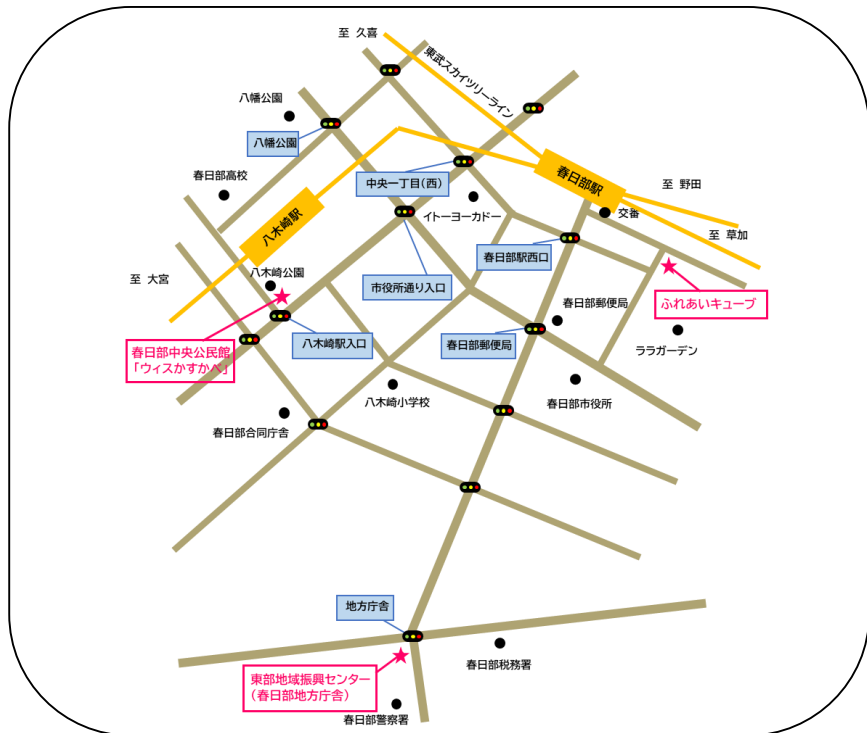 至 久喜
東武スカイツリーライン
八幡公園
八幡公園
春日部高校
中央一丁目(西)
春日部駅
至 野田
イトーヨーカドー
交番
八木崎駅
至 草加
春日部駅西口
至 大宮
八木崎公園
市役所通り入口
ふれあいキューブ
春日部郵便局
八木崎駅入口
春日部郵便局
ララガーデン
春日部中央公民館
「ウィズかすかべ」
八木崎小学校
春日部市役所
春日部合同庁舎
地方庁舎
春日部税務署
東部地域振興センター
(春日部地方庁舎)
春日部警察署